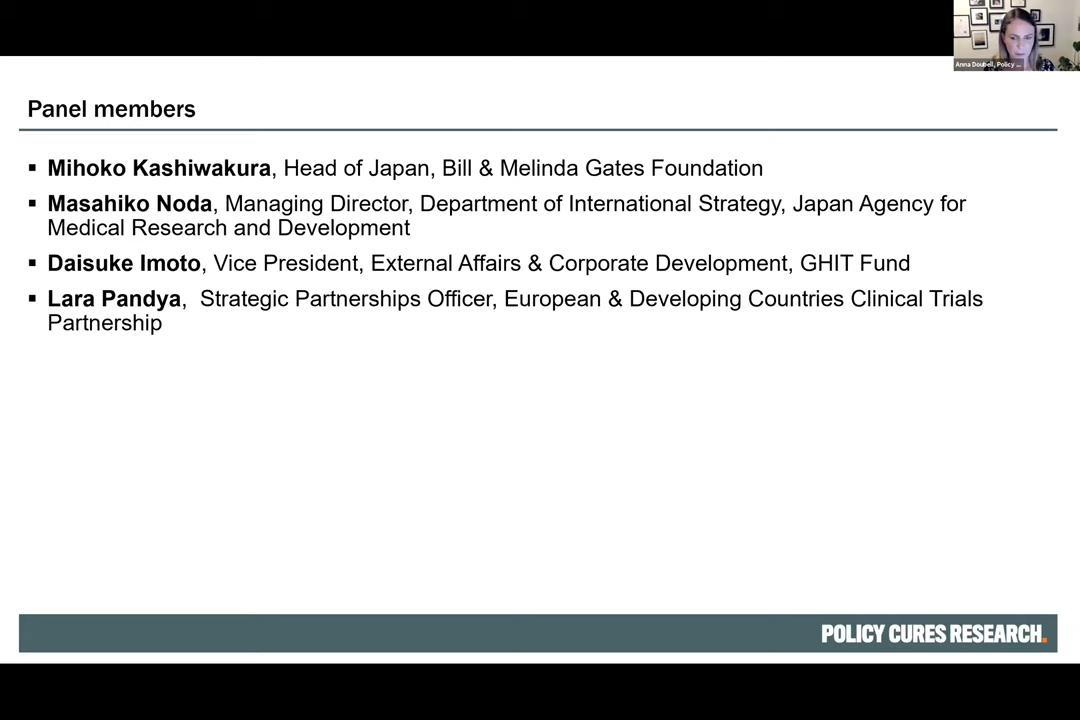 Anna Doubell, Policy ...
Panel members
▪ Mihoko Kashiwakura, Head of Japan, Bill & Melinda Gates Foundation
▪ Masahiko Noda, Managing Director, Department of International Strategy, Japan Agency for
Medical Research and Development
▪ Daisuke Imoto, Vice President, External Affairs & Corporate Development, GHIT Fund
▪ Lara Pandya, Strategic Partnerships Officer, European & Developing Countries Clinical Trials
Partnership
POLICY CURES RESEARCH.